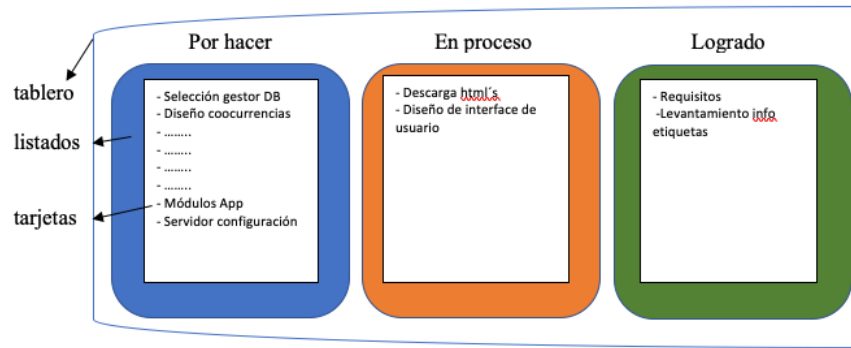 Por hacer
En proceso
Logrado
tablero
listados
tarjetas
- Selección gestor DB
- Diseño coocurrencias
- ........
- ........
- ........
- ........
- Módulos App
- Servidor configuración
- Descarga html´s
- Diseño de interface de
usuario
- Requisitos
-Levantamiento info
etiquetas